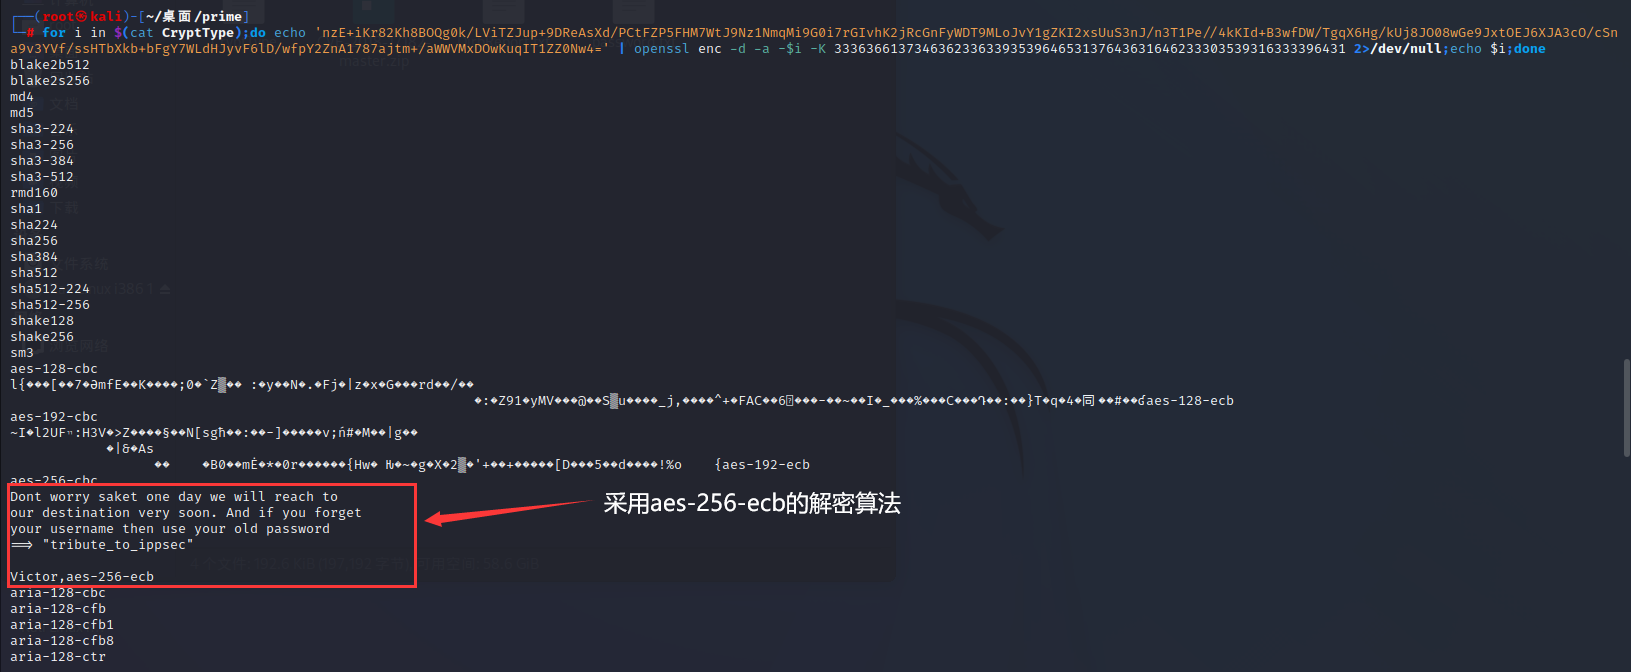 ┌──(root㉿kali)-[~/桌面/prime]
└─# for i in $(cat CryptType);do echo 'nzE+iKr82Kh8BOQg0k/LViTZJup+9DReAsXd/PCtFZP5FHM7WtJ9Nz1NmqMi9G0i7rGIvhK2jRcGnFyWDT9MLoJvY1gZKI2xsUuS3nJ/n3T1Pe//4kKId+B3wfDW/TgqX6Hg/kUj8JO08wGe9JxtOEJ6XJA3cO/cSn
a9v3YVf/ssHTbXkb+bFgY7WLdHJyvF6lD/wfpY2ZnA1787ajtm+/aWWVMxDOwKuqIT1ZZ0Nw4=' | openssl enc -d -a -$i -K 3336366137346362336339353964653137643631646233303539316333396431 2>/dev/null;echo $i;done
blake2b512
blake2s256
md4
md5
sha3-224
sha3-256
sha3-384
sha3-512
rmd160
sha1
sha224
sha256
sha384
sha512
sha512-224
sha512-256
shake128
shake256
sm3
aes-128-cbc
aes-128-ecb
aes-192-cbc
aes-192-ecb
aes-256-cbc
Dont worry saket one day we will reach to
our destination very soon. And if you forget
your username then use your old password
==> "tribute_to_ippsec"
采用aes-256-ecb的解密算法
Victor,aes-256-ecb
aria-128-cbc
aria-128-cfb
aria-128-cfb1
aria-128-cfb8
aria-128-ctr